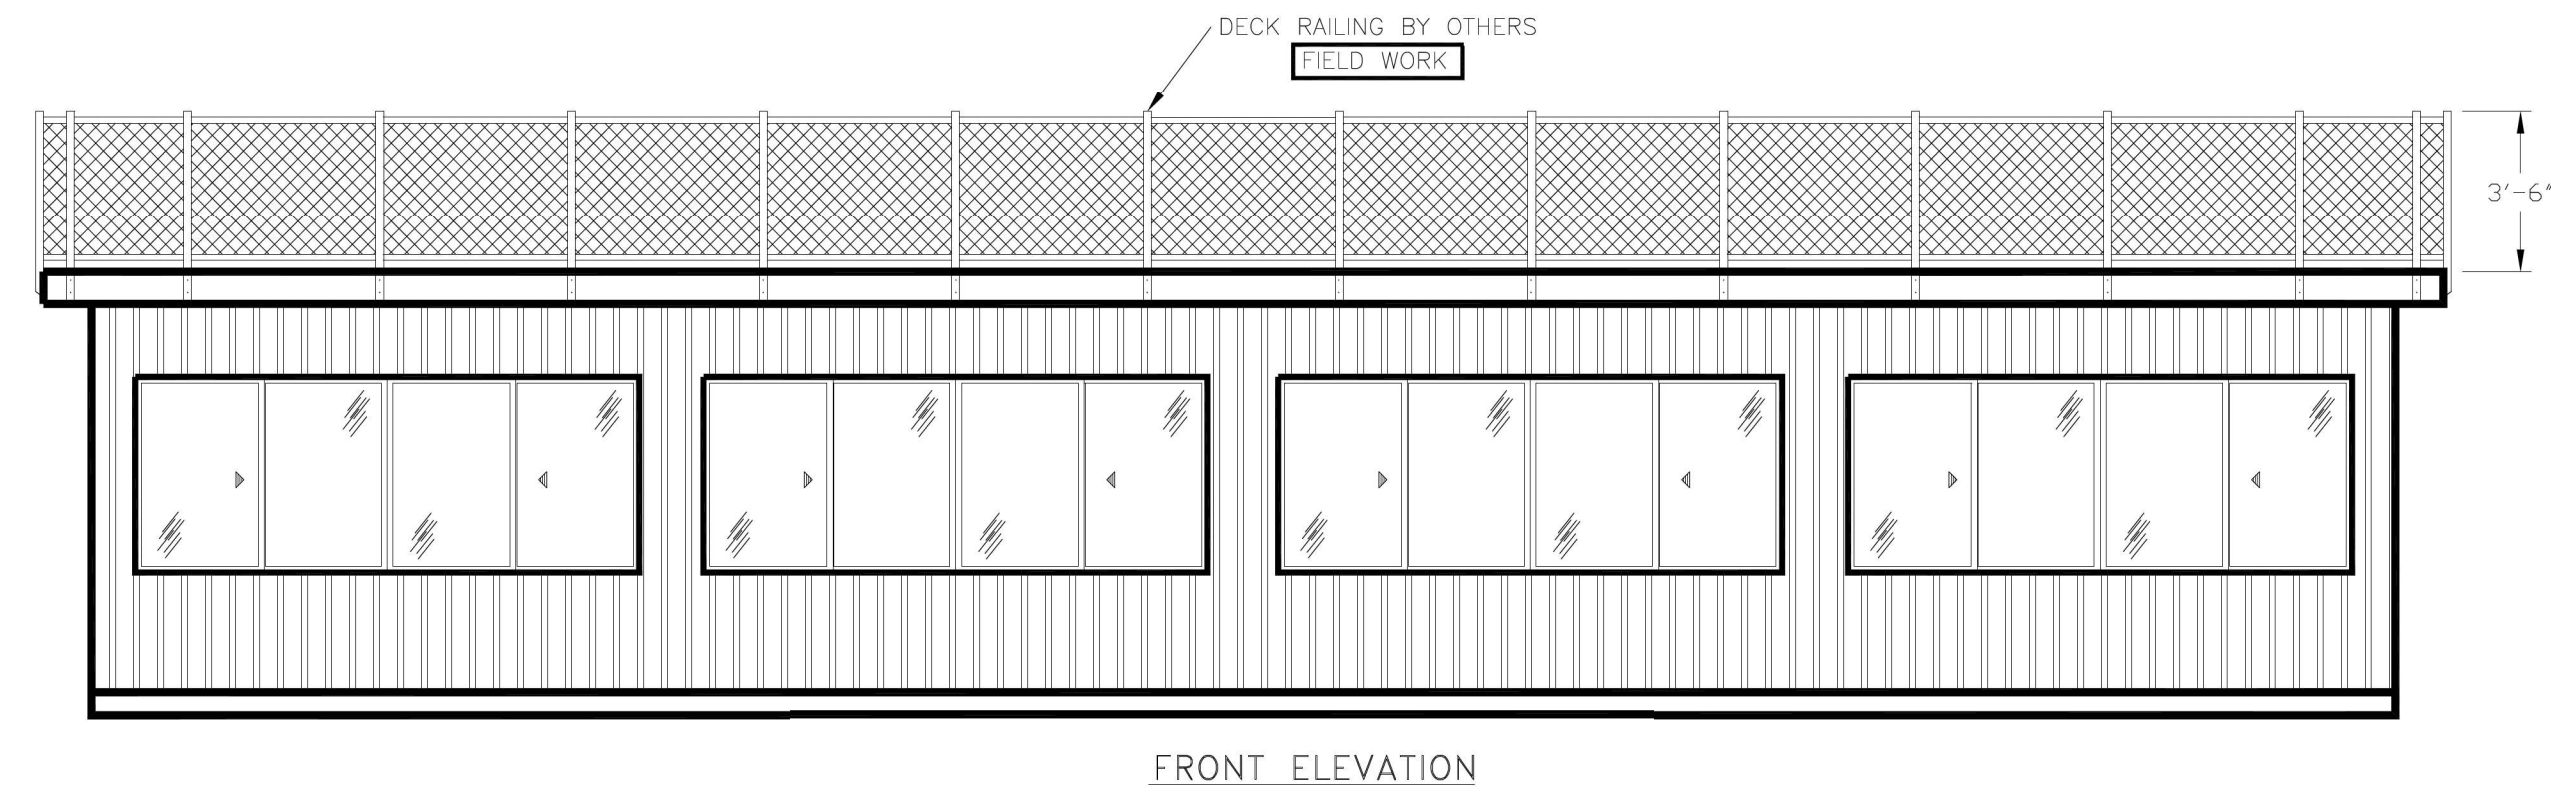 DECK RAILING BY OTHERS
FIELD WORK
3'-6"
FRONT ELEVATION